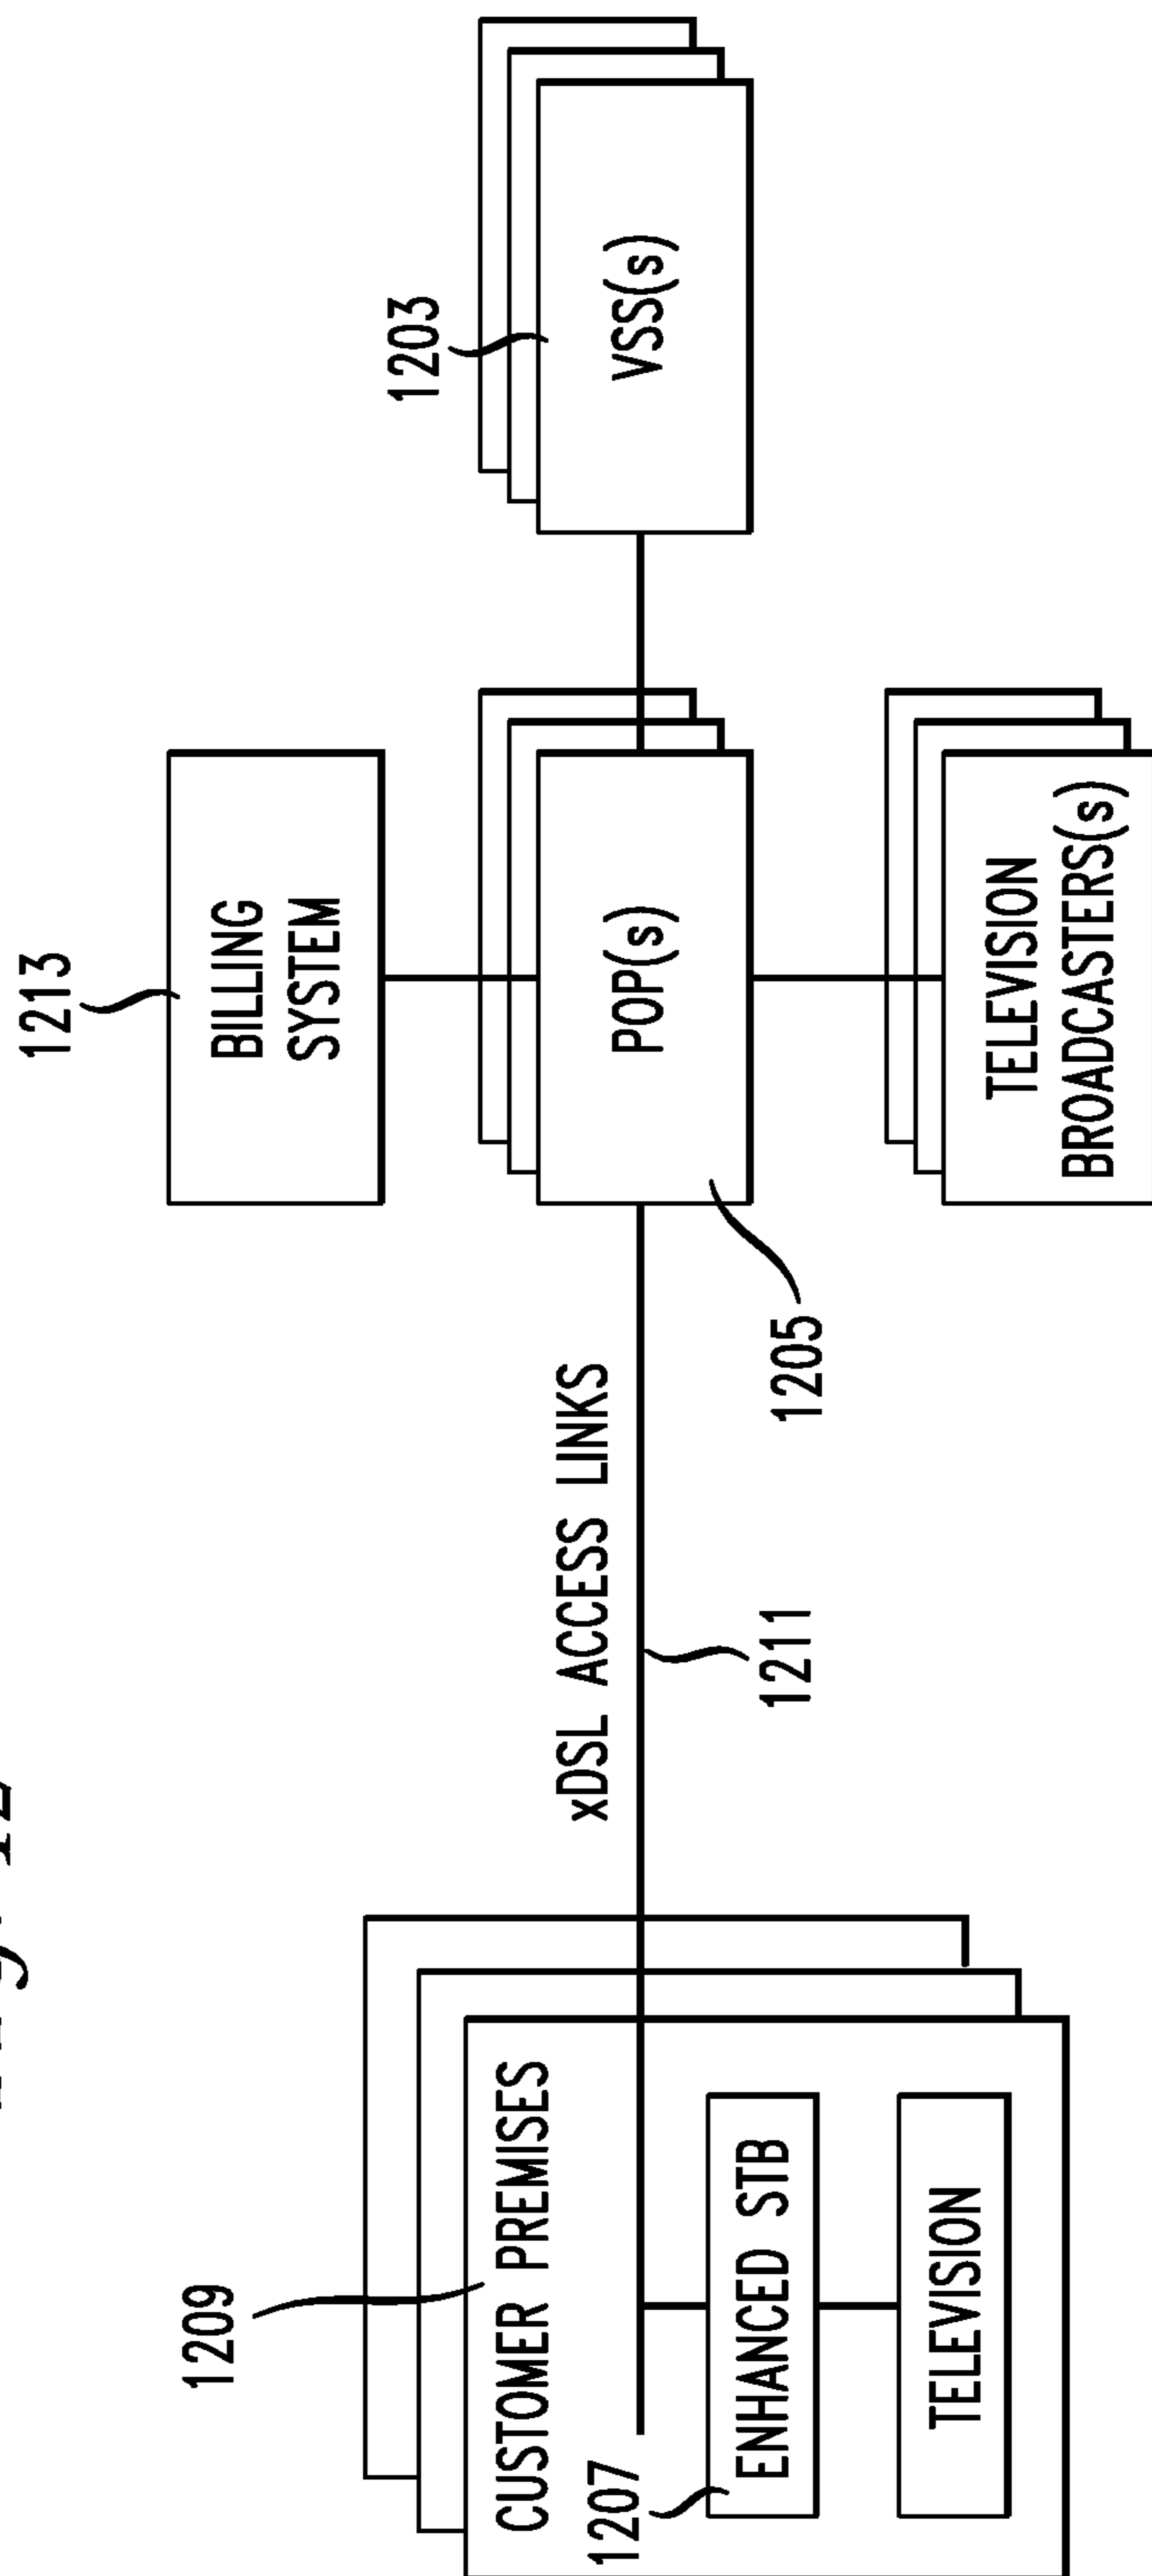 1213
BILLING
SYSTEM
1203
VSS(s)
POP(s)
1205
TELEVISION
BROADCASTERS(s)
xDSL ACCESS LINKS
1211
1209
CUSTOMER PREMISES
1207
ENHANCED STB
TELEVISION